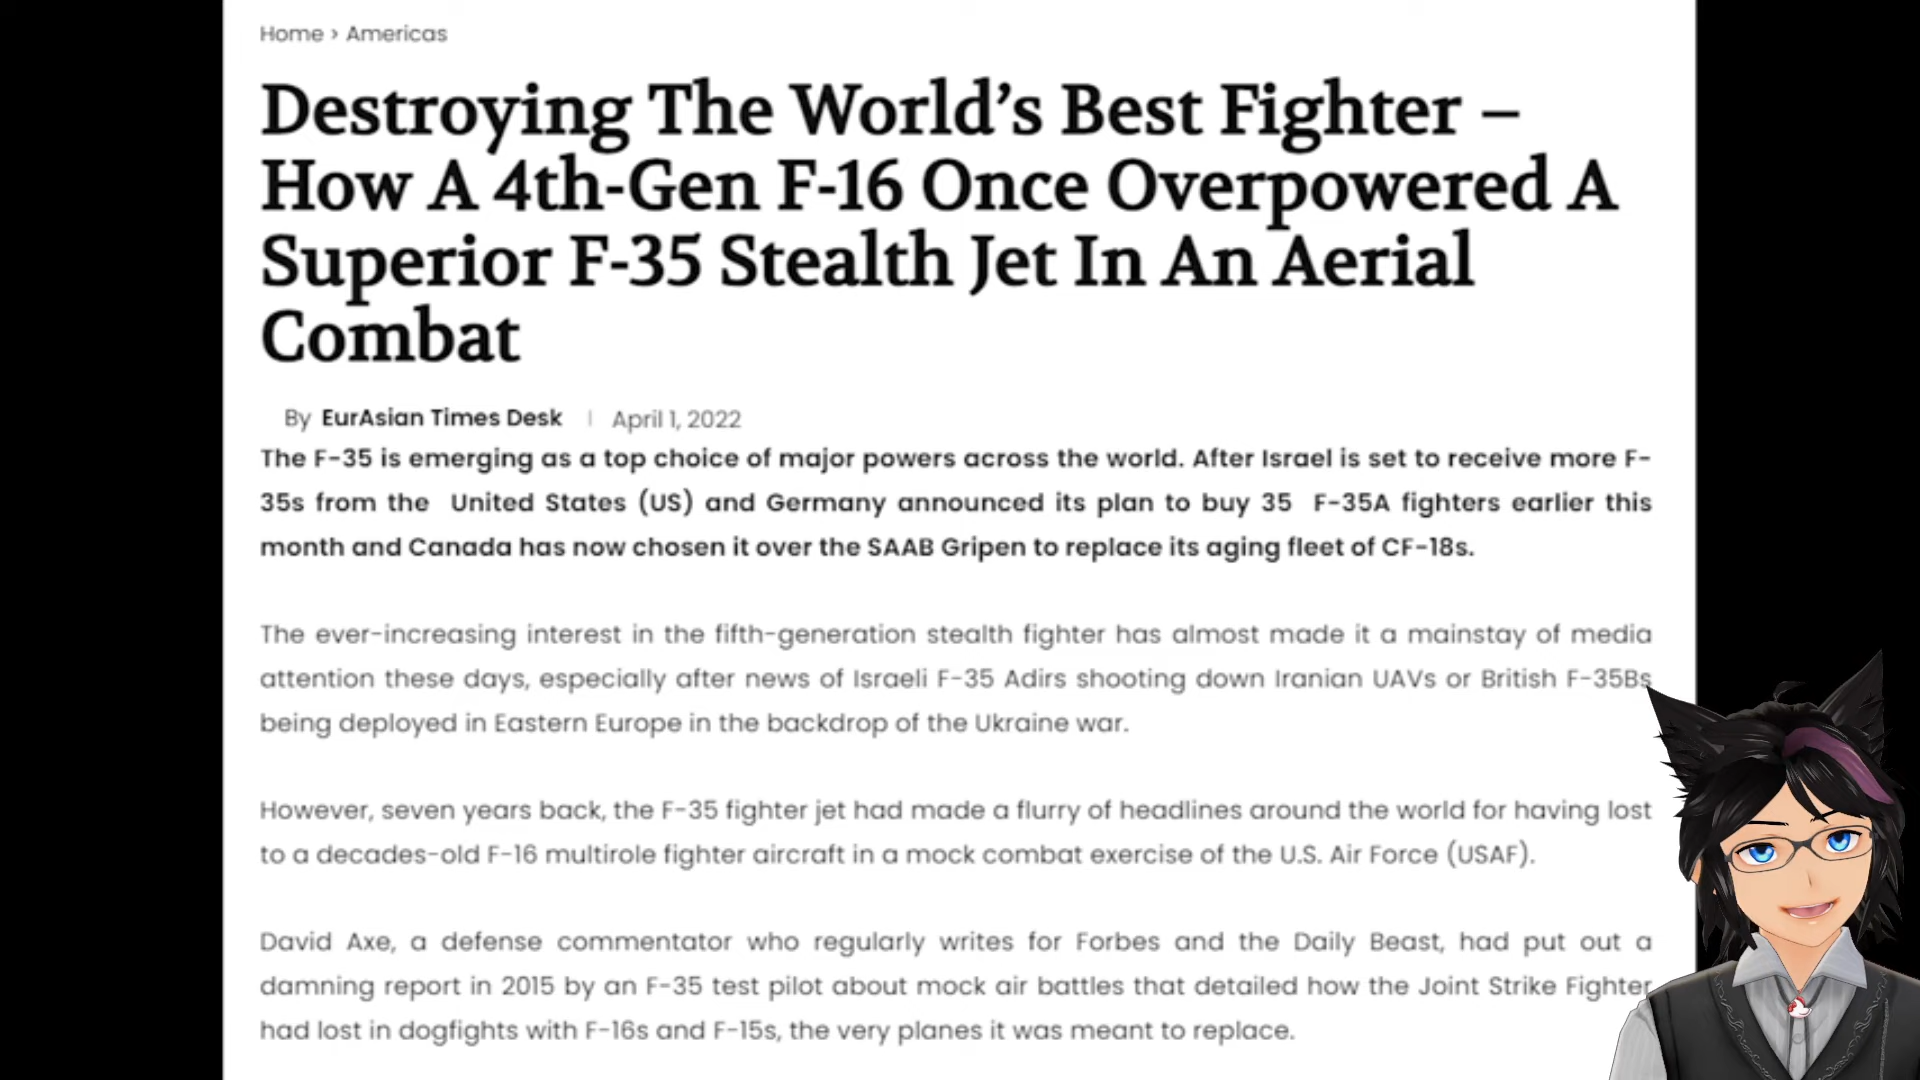 Home › Americas
Destroying The World’s Best Fighter –
How A 4th-Gen F-16 Once Overpowered A
Superior F-35 Stealth Jet In An Aerial
Combat
By EurAsian Times Desk | April 1, 2022
The F-35 is emerging as a top choice of major powers across the world. After Israel is set to receive more F-
35s from the United States (US) and Germany announced its plan to buy 35 F-35A fighters earlier this
month and Canada has now chosen it over the SAAB Gripen to replace its aging fleet of CF-18s.
The ever-increasing interest in the fifth-generation stealth fighter has almost made it a mainstay of media
attention these days, especially after news of Israeli F-35 Adirs shooting down Iranian UAVs or British F-35Bs
being deployed in Eastern Europe in the backdrop of the Ukraine war.
However, seven years back, the F-35 fighter jet had made a flurry of headlines around the world for having lost
to a decades-old F-16 multirole fighter aircraft in a mock combat exercise of the U.S. Air Force (USAF).
David Axe, a defense commentator who regularly writes for Forbes and the Daily Beast, had put out a
damning report in 2015 by an F-35 test pilot about mock air battles that detailed how the Joint Strike Fighter
had lost in dogfights with F-16s and F-15s, the very planes it was meant to replace.